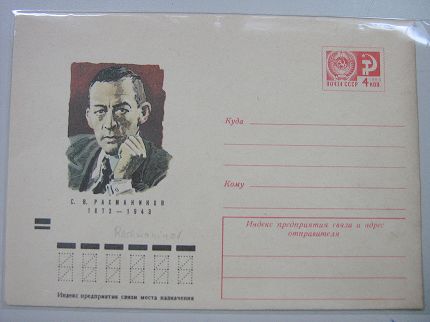 ПОЧТА СССР 4 КОП.
Куда
С. В. РАХМАНИНОВ
1873—1943
Кому
Rachmaninof
Индекс предприятия связи и адрес
отправителя
Индекс предприятия связи места назначения